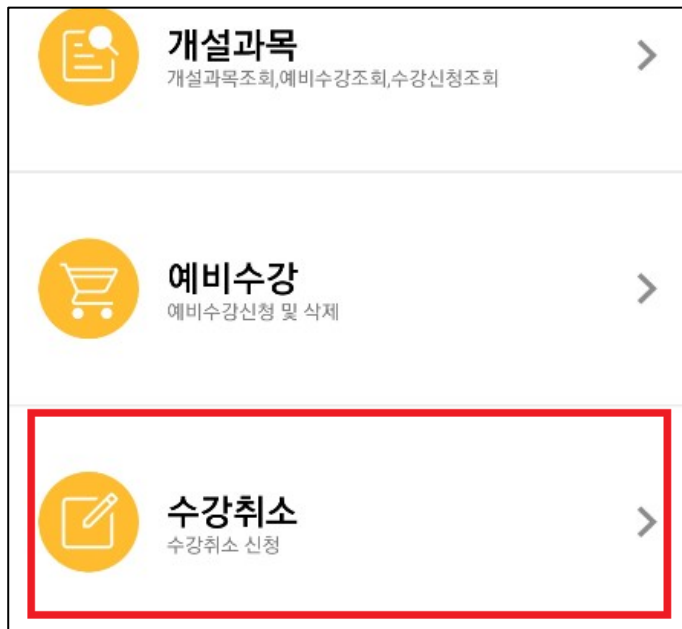 개설과목
개설과목조회,예비수강조회,수강신청조회
예비수강
예비수강신청 및 삭제
수강취소
수강취소 신청